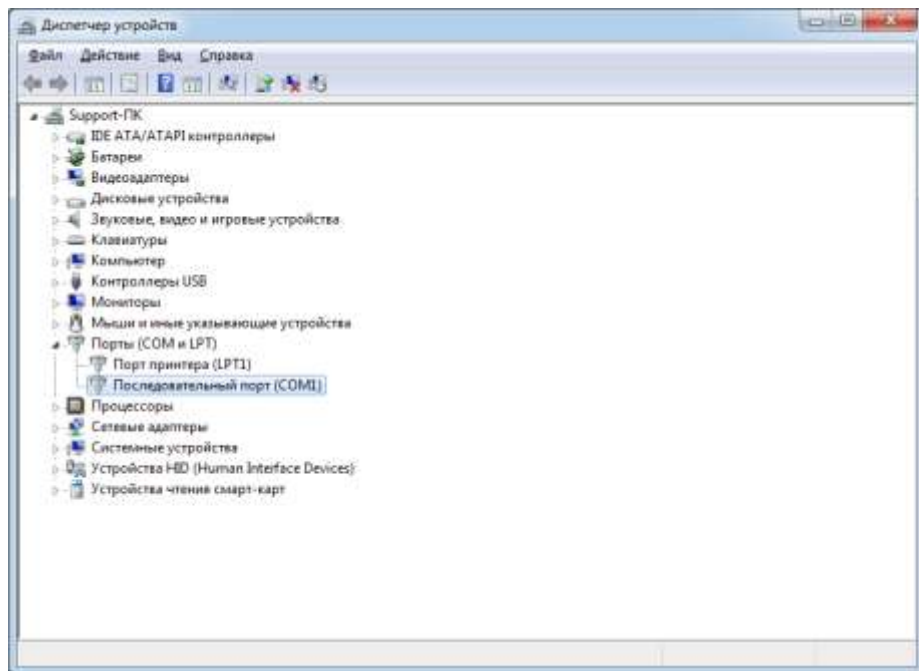 Диспетчер устройств
Файл Действие Вид Справка
Support-ПК
IDE ATA/ATAPI контроллеры
Батареи
Видеоадаптеры
Дисковые устройства
Звуковые, видео и игровые устройства
Клавиатуры
Компьютер
Контроллеры USB
Мониторы
Мыши и иные указывающие устройства
Порты (COM и LPT)
Порт принтера (LPT1)
Последовательный порт (COM1)
Процессоры
Сетевые адаптеры
Системные устройства
Устройства HID (Human Interface Devices)
Устройства чтения смарт-карт